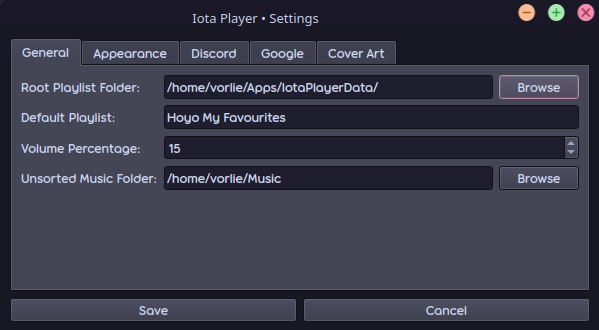 Iota Player • Settings
General Appearance Discord Google Cover Art
Root Playlist Folder: /home/vorlie/Apps/IotaPlayerData/ Browse
Default Playlist: Hoyo My Favourites
Volume Percentage: 15
Unsorted Music Folder: /home/vorlie/Music Browse
Save Cancel